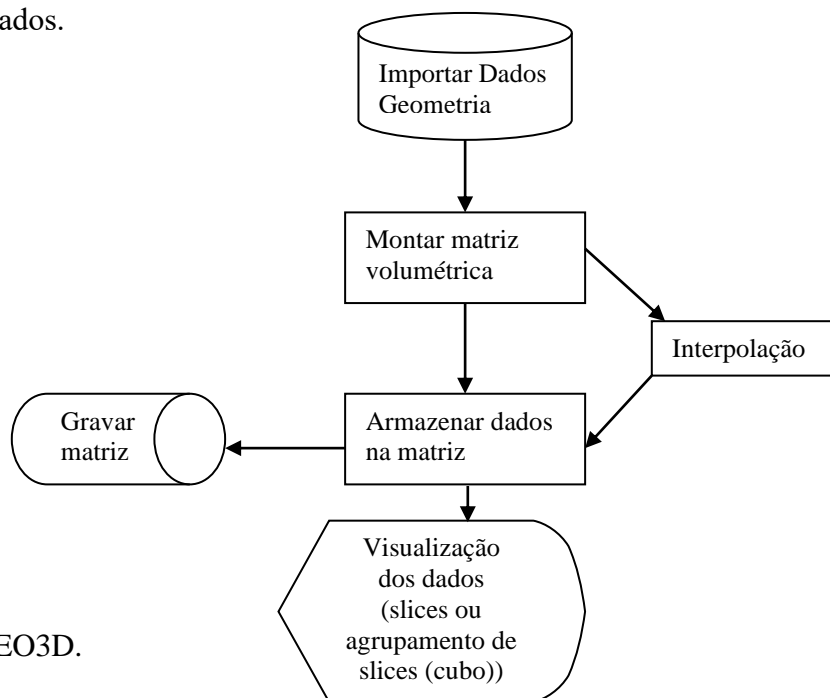 ados.
Importar Dados
Geometria
Montar matriz
volumétrica
Interpolação
Gravar
matriz
Armazenar dados
na matriz
Visualização
dos dados
(slices ou
agrupamento de
slices (cubo))
EO3D.